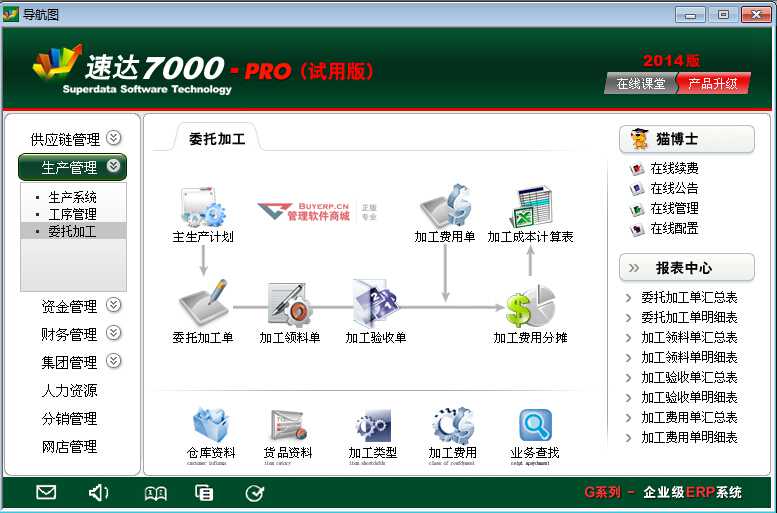 导航图
速达7000-PRO（试用版）
Superdata Software Technology
2014版
在线课堂
产品升级
供应链管理
生产管理
生产系统
工序管理
委托加工
资金管理
财务管理
集团管理
人力资源
分销管理
网店管理
委托加工
主生产计划
BUYERP.CN
管理软件商城
正版
专业
加工费用单
加工成本计算表
委托加工单
加工领料单
加工验收单
加工费用分摊
仓库资料
货品资料
加工类型
加工费用
业务查找
猫博士
在线续费
在线公告
在线管理
在线配置
报表中心
委托加工单汇总表
委托加工单明细表
加工领料单汇总表
加工领料单明细表
加工验收单汇总表
加工验收单明细表
加工费用单汇总表
加工费用单明细表
G系列 - 企业级ERP系统